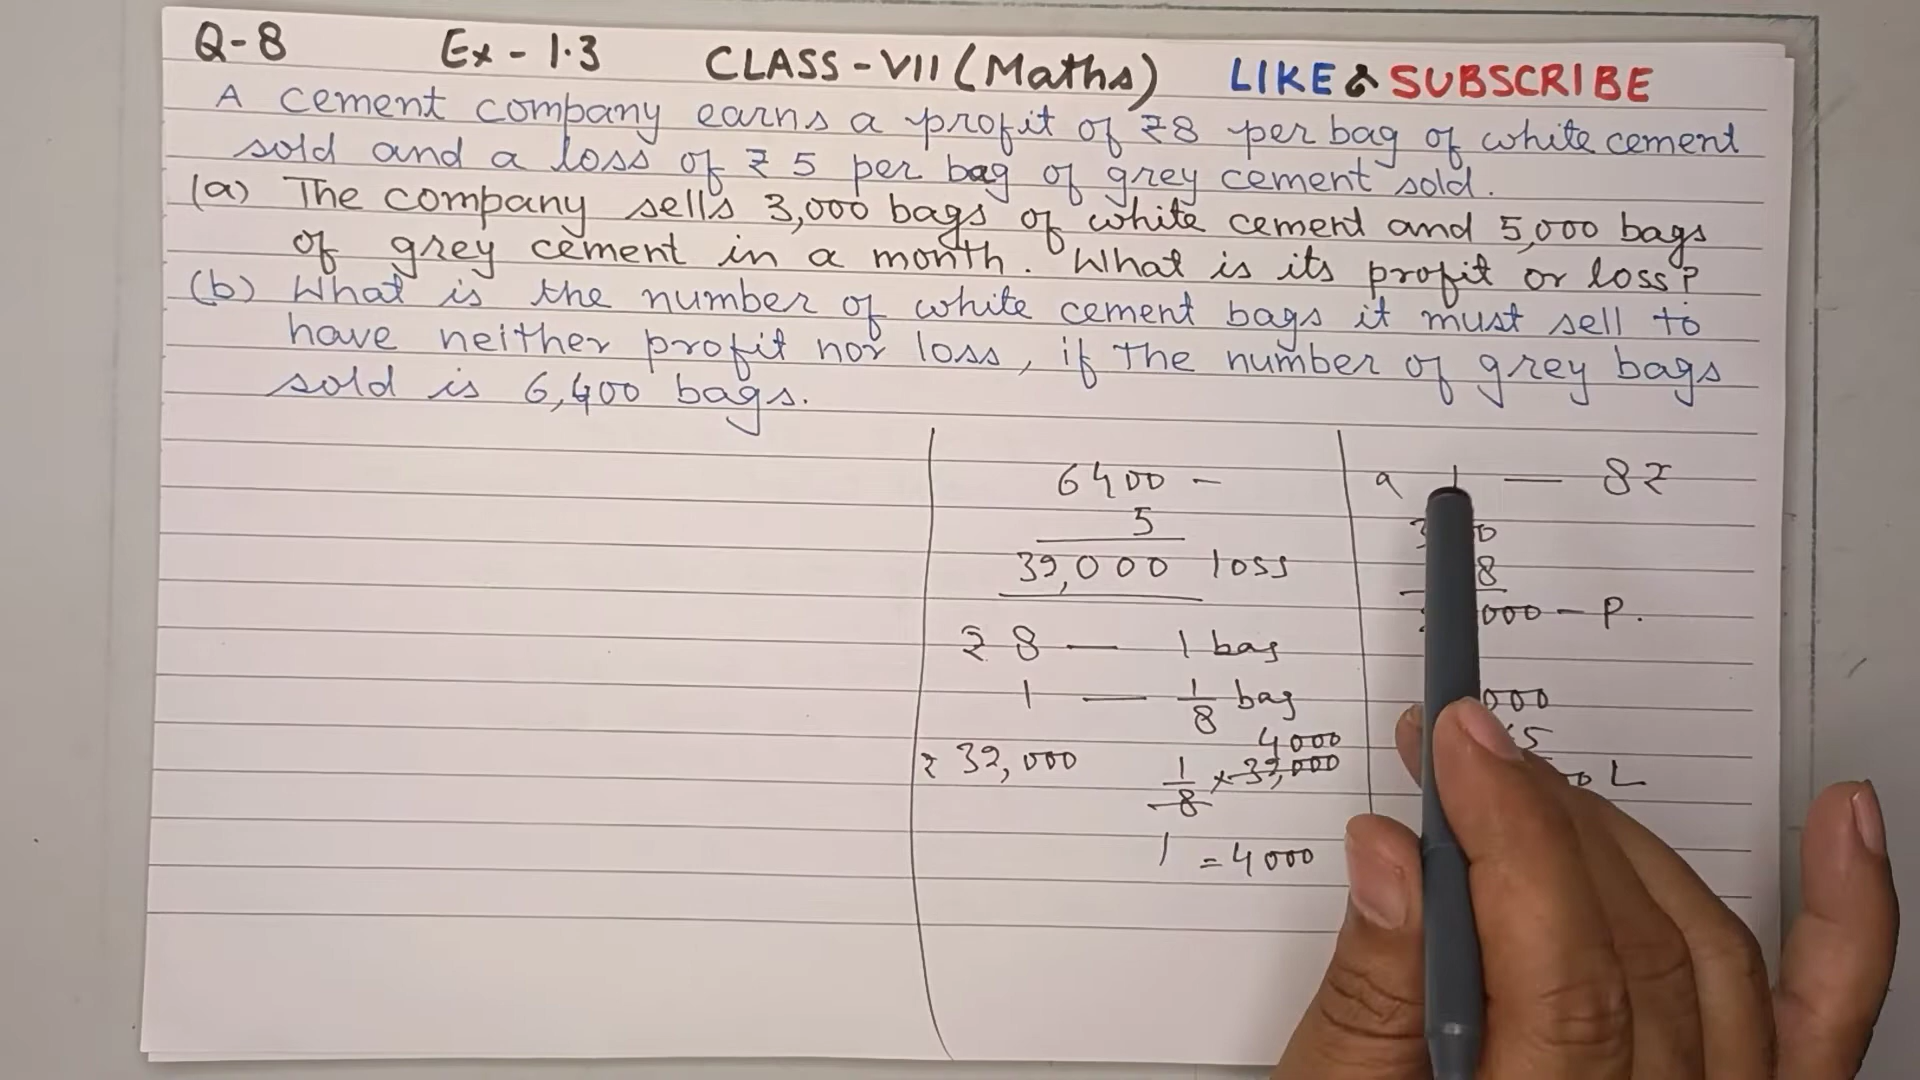 Q-8 Ex-1.3 CLASS-VII (Maths) LIKE & SUBSCRIBE
A cement company earns a profit of ₹8 per bag of white cement
sold and a loss of ₹5 per bag of grey cement sold.
(a) The company sells 3,000 bags of white cement and 5,000 bags
of grey cement in a month. What is its profit or loss?
(b) What is the number of white cement bags it must sell to
have neither profit nor loss, if the number of grey bags
sold is 6,400 bags.
6400 -
5
32,000 loss
₹ 8 — 1 bag
1 — 1/8 bag
4000
₹ 32,000 1/8 × 32,000
1 = 4000
a 1 — 8₹
8
000 - P.
000
5
L